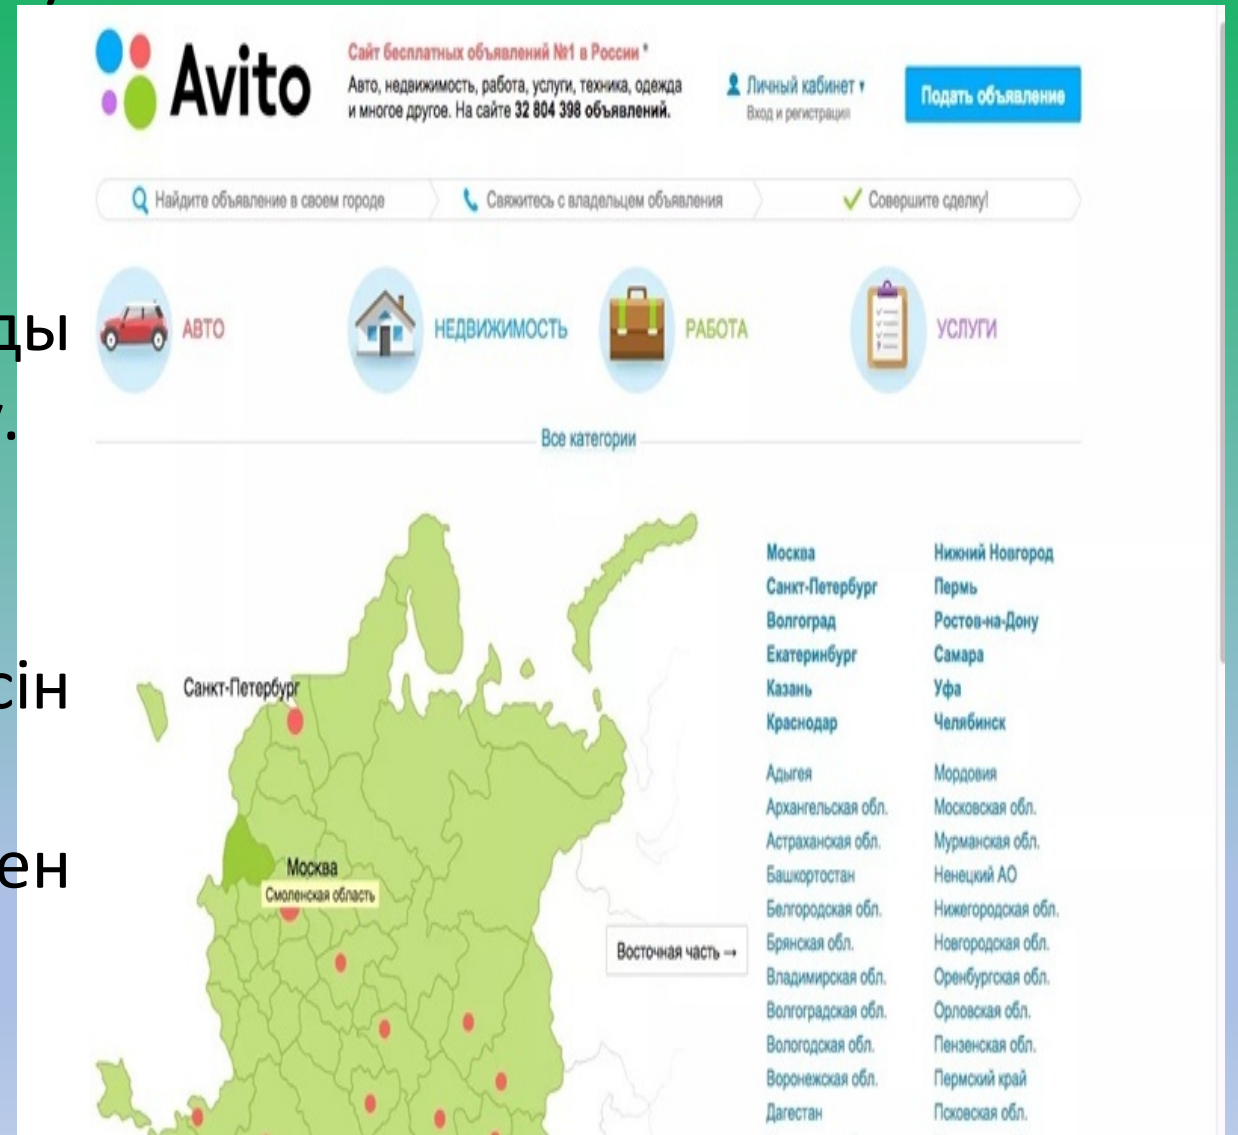 Avito
Сайт бесплатных объявлений №1 в России *
Авто, недвижимость, работа, услуги, техника, одежда
и многое другое. На сайте 32 804 398 объявлений.
Личный кабинет ▾
Вход и регистрация
Подать объявление
Найдите объявление в своем городе
Свяжитесь с владельцем объявления
Совершите сделку!
ды
АВТО
НЕДВИЖИМОСТЬ
РАБОТА
УСЛУГИ
Все категории
сін
ен
Санкт-Петербург
Москва
Смоленская область
Восточная часть →
Москва
Санкт-Петербург
Волгоград
Екатеринбург
Казань
Краснодар
Нижний Новгород
Пермь
Ростов-на-Дону
Самара
Уфа
Челябинск
Адыгея
Архангельская обл.
Астраханская обл.
Башкортостан
Белгородская обл.
Брянская обл.
Владимирская обл.
Волгоградская обл.
Вологодская обл.
Воронежская обл.
Дагестан
Мордовия
Московская обл.
Мурманская обл.
Ненецкий АО
Нижегородская обл.
Новгородская обл.
Оренбургская обл.
Орловская обл.
Пензенская обл.
Пермский край
Псковская обл.